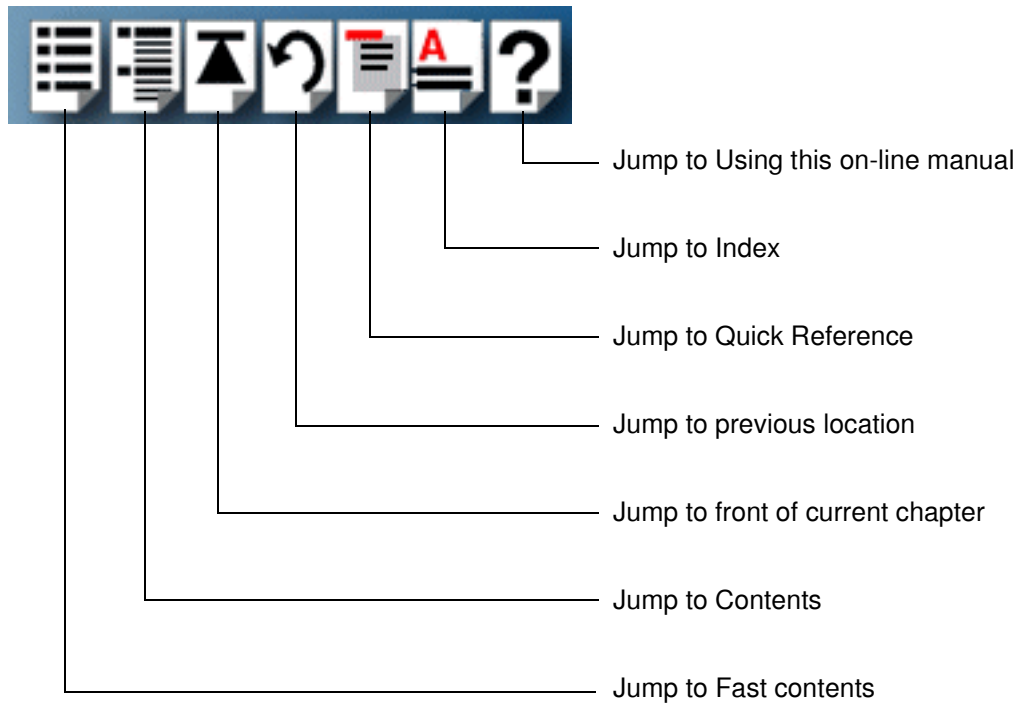 A
?
Jump to Using this on-line manual
Jump to Index
Jump to Quick Reference
Jump to previous location
Jump to front of current chapter
Jump to Contents
Jump to Fast contents